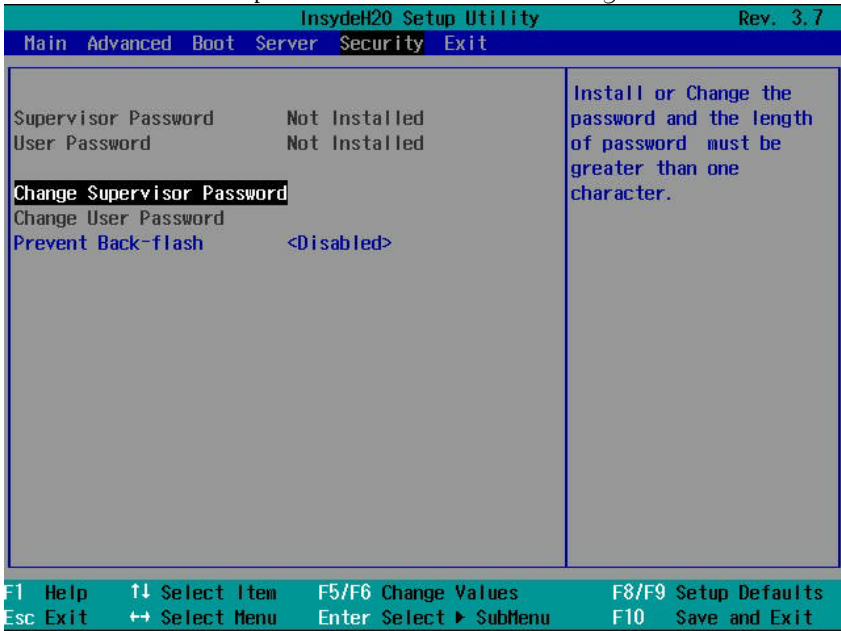 InsydeH20 Setup Utility Rev. 3.7
Main Advanced Boot Server Security Exit
Supervisor Password Not Installed
User Password Not Installed
Change Supervisor Password
Change User Password
Prevent Back-flash <Disabled>
Install or Change the
password and the length
of password must be
greater than one
character.
F1 Help ↑↓ Select Item F5/F6 Change Values F8/F9 Setup Defaults
Esc Exit ↔ Select Menu Enter Select ▶ SubMenu F10 Save and Exit